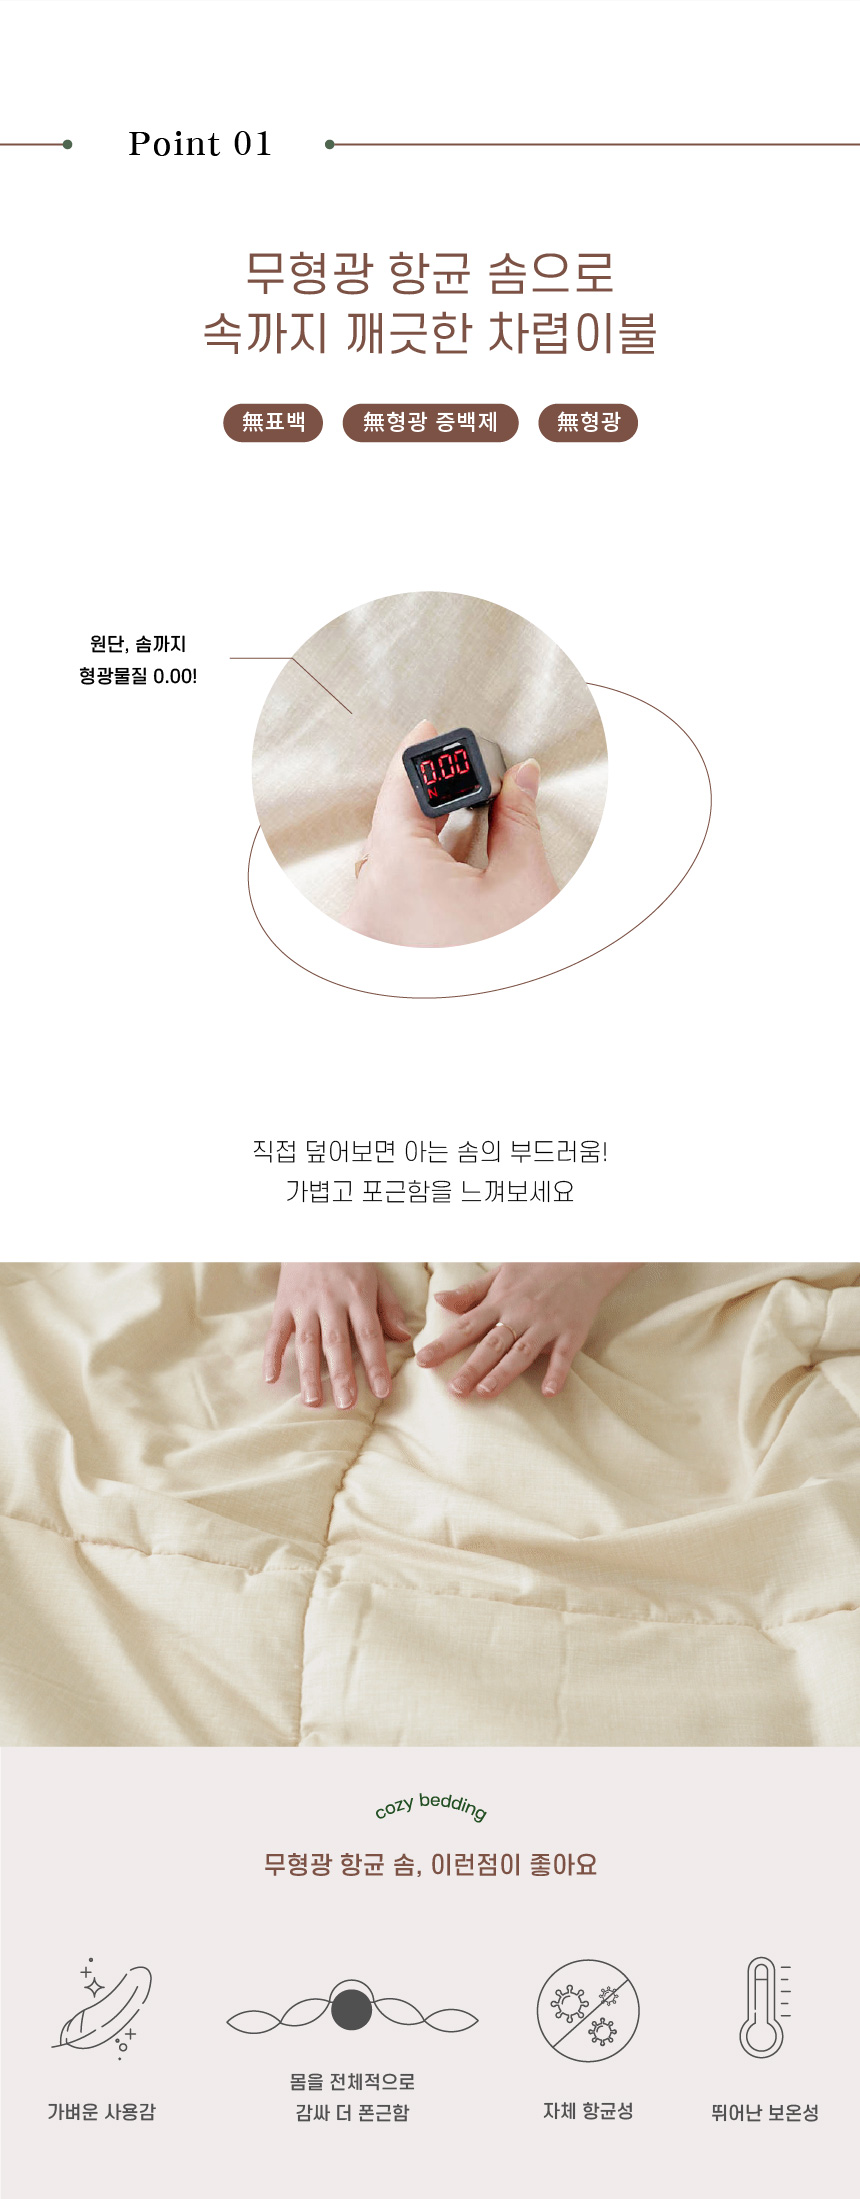 Point 01
무형광 항균 솜으로
속까지 깨긋한 차렵이불
無표백 無형광 증백제 無형광
원단, 솜까지
형광물질 0.00!
0.00
N
직접 덮어보면 아는 솜의 부드러움!
가볍고 포근함을 느껴보세요
cozy bedding
무형광 항균 솜, 이런점이 좋아요
가벼운 사용감
몸을 전체적으로
감싸 더 폰근함
자체 항균성
뛰어난 보온성